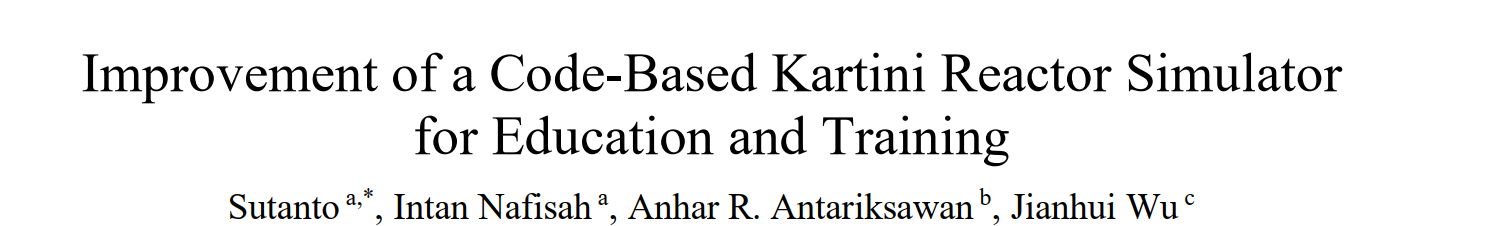 Improvement of a Code-Based Kartini Reactor Simulator
for Education and Training
Sutanto a,*, Intan Nafisah a, Anhar R. Antariksawan b, Jianhui Wu c